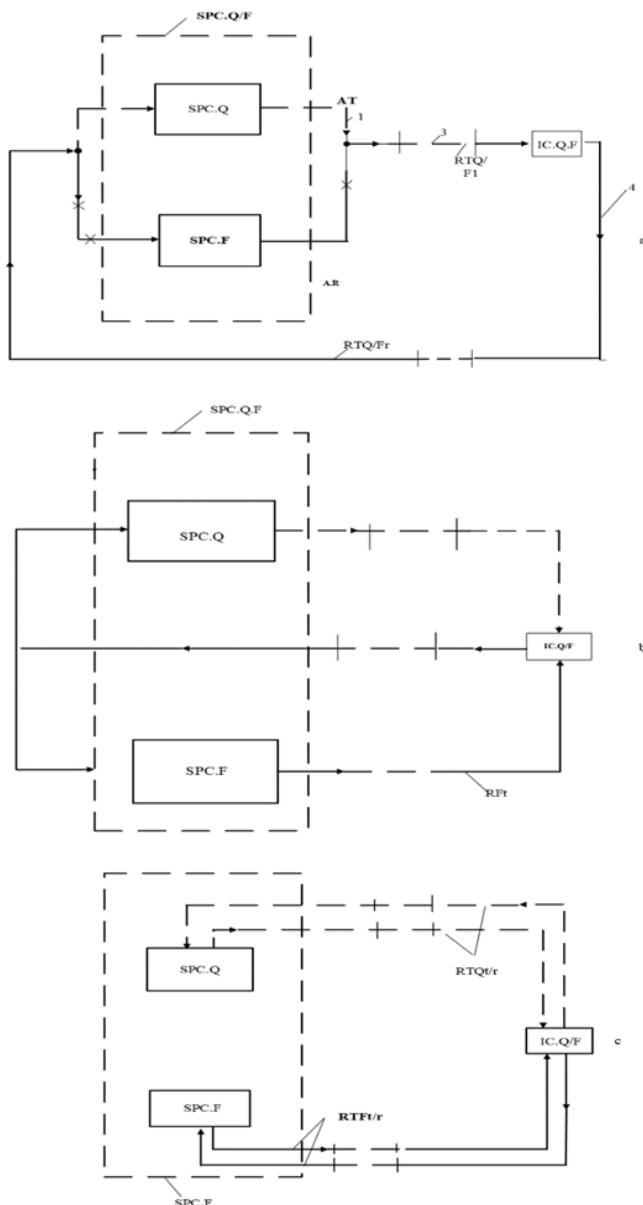 SPC.Q/F
SPC.Q
AT
1
3
RTQ/
F1
IC.Q.F
4
a
SPC.F
A.R
RTQ/Fr
SPC.Q.F
SPC.Q
IC.Q/F
b
SPC.F
RFt
SPC.Q
RTQt/r
IC.Q/F
c
SPC.F
RTFt/r
SPC.F